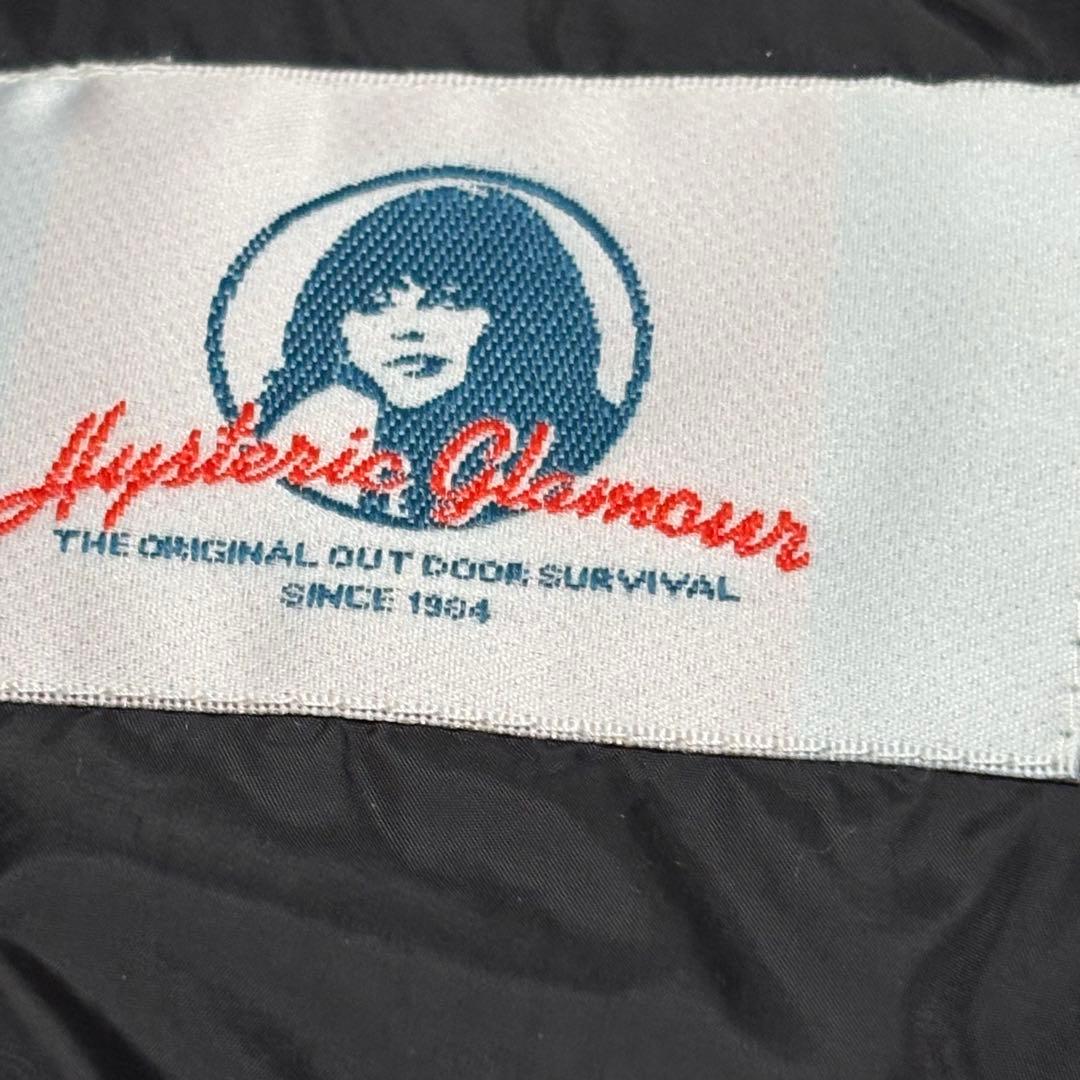 Hysteric Glamour
THE ORIGINAL OUT DOOR SURVIVAL
SINCE 1984